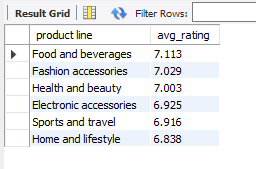 Result Grid Filter Rows:
product line avg_rating
Food and beverages 7.113
Fashion accessories 7.029
Health and beauty 7.003
Electronic accessories 6.925
Sports and travel 6.916
Home and lifestyle 6.838